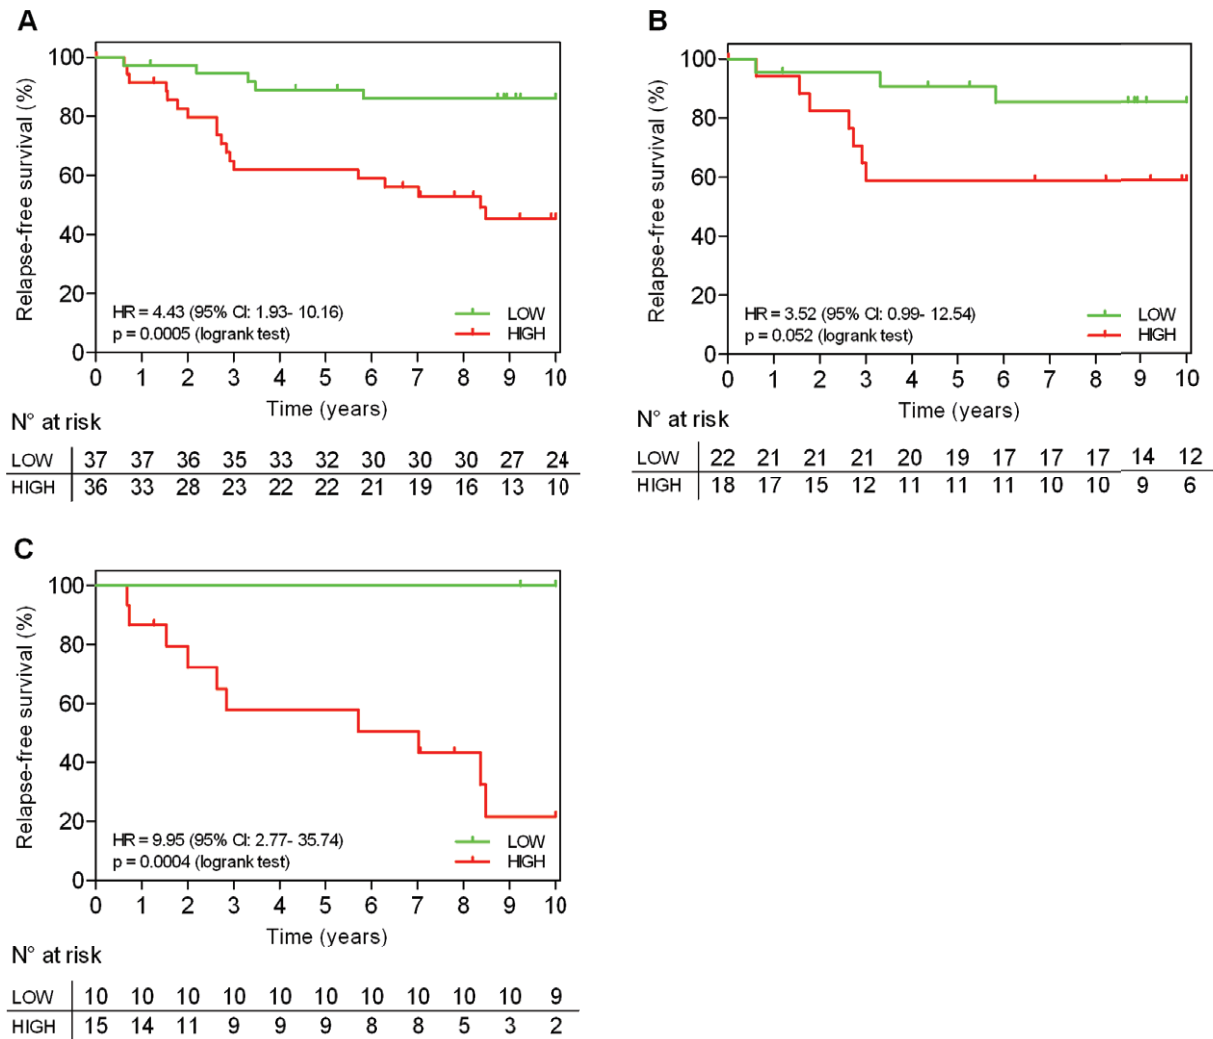 A
Relapse-free survival (%)
100
80
60
40
20
0
HR = 4.43 (95% CI: 1.93- 10.16)
p = 0.0005 (logrank test)
LOW
HIGH
0 1 2 3 4 5 6 7 8 9 10
Time (years)
N° at risk
LOW 37 37 36 35 33 32 30 30 30 27 24
HIGH 36 33 28 23 22 22 21 19 16 13 10
B
Relapse-free survival (%)
100
80
60
40
20
0
HR = 3.52 (95% CI: 0.99- 12.54)
p = 0.052 (logrank test)
LOW
HIGH
0 1 2 3 4 5 6 7 8 9 10
Time (years)
N° at risk
LOW 22 21 21 21 20 19 17 17 17 14 12
HIGH 18 17 15 12 11 11 11 10 10 9 6
C
Relapse-free survival (%)
100
80
60
40
20
0
HR = 9.95 (95% CI: 2.77- 35.74)
p = 0.0004 (logrank test)
LOW
HIGH
0 1 2 3 4 5 6 7 8 9 10
Time (years)
N° at risk
LOW 10 10 10 10 10 10 10 10 10 10 9
HIGH 15 14 11 9 9 9 8 8 5 3 2